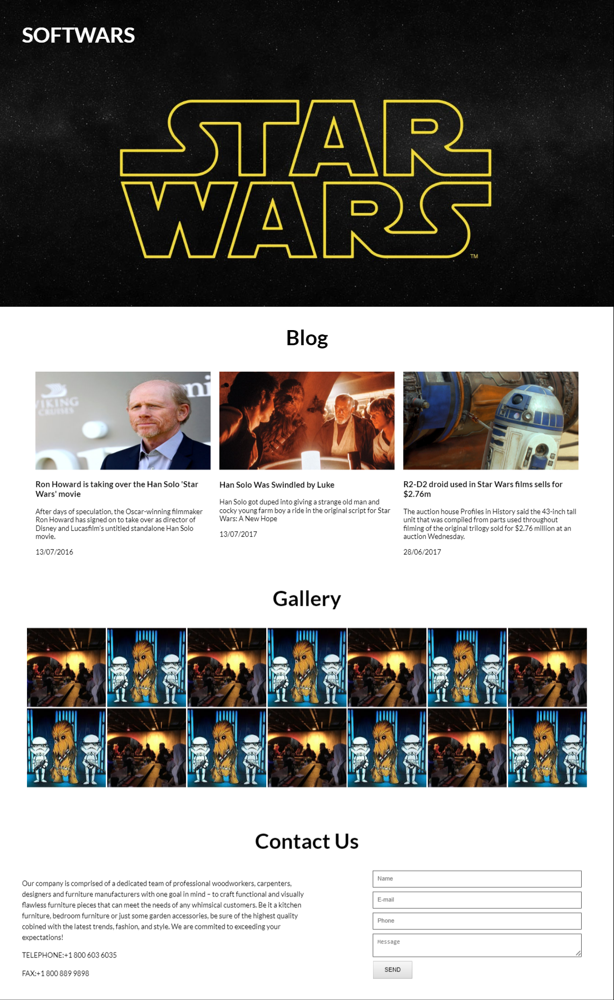 SOFTWARS
STAR
WARS
TM
Blog
VIKING
CRUISES
Ron Howard is taking over the Han Solo 'Star
Wars' movie
After days of speculation, the Oscar-winning filmmaker
Ron Howard has signed on to take over as director of
Disney and Lucasfilm's untitled standalone Han Solo
movie.
13/07/2016
Han Solo Was Swindled by Luke
Han Solo got duped into giving a strange old man and
cocky young farm boy a ride in the original script for Star
Wars: A New Hope
13/07/2017
R2-D2 droid used in Star Wars films sells for
$2.76m
The auction house Profiles in History said the 43-inch tall
unit that was compiled from parts used throughout
filming of the original trilogy sold for $2.76 million at an
auction Wednesday.
28/06/2017
Gallery
Contact Us
Our company is comprised of a dedicated team of professional woodworkers, carpenters,
designers and furniture manufacturers with one goal in mind – to craft functional and visually
flawless furniture pieces that can meet the needs of any whimsical customers. Be it a kitchen
furniture, bedroom furniture or just some garden accessories, be sure of the highest quality
cobined with the latest trends, fashion, and style. We are commited to exceeding your
expectations!
TELEPHONE:+1 800 603 6035
FAX:+1 800 889 9898
Name
E-mail
Phone
Message
SEND